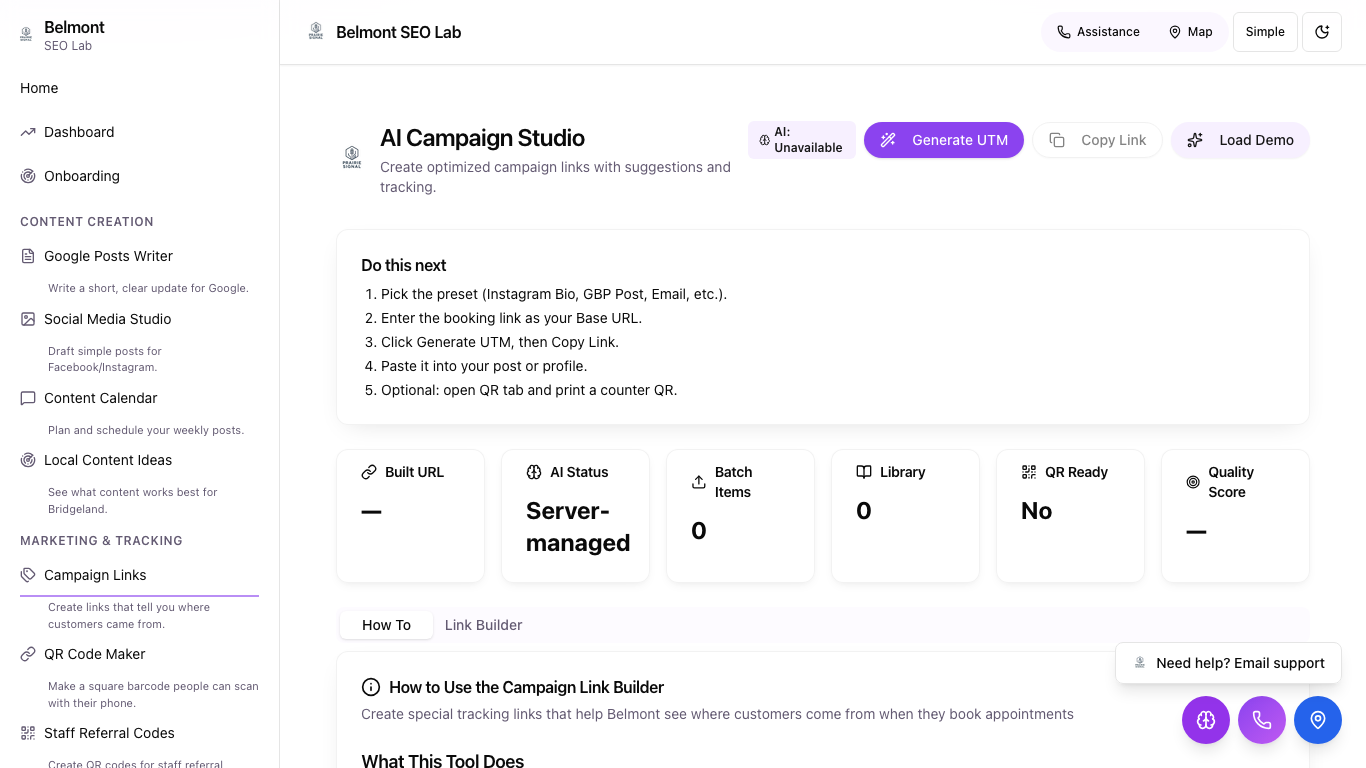 Belmont
SEO Lab
Home
Dashboard
Onboarding
CONTENT CREATION
Google Posts Writer
Write a short, clear update for Google.
Social Media Studio
Draft simple posts for
Facebook/Instagram.
Content Calendar
Plan and schedule your weekly posts.
Local Content Ideas
See what content works best for
Bridgeland.
MARKETING & TRACKING
Campaign Links
Create links that tell you where
customers came from.
QR Code Maker
Make a square barcode people can scan
with their phone.
Staff Referral Codes
Create QR codes for staff referral
Belmont SEO Lab
Assistance
Map
Simple
PRAIRIE
SIGNAL
AI Campaign Studio
Create optimized campaign links with suggestions and
tracking.
AI:
Unavailable
Generate UTM
Copy Link
Load Demo
Do this next
1. Pick the preset (Instagram Bio, GBP Post, Email, etc.).
2. Enter the booking link as your Base URL.
3. Click Generate UTM, then Copy Link.
4. Paste it into your post or profile.
5. Optional: open QR tab and print a counter QR.
Built URL
—
AI Status
Server-
managed
Batch
Items
0
Library
0
QR Ready
No
Quality
Score
—
How To
Link Builder
How to Use the Campaign Link Builder
Create special tracking links that help Belmont see where customers come from when they book appointments
What This Tool Does
Need help? Email support